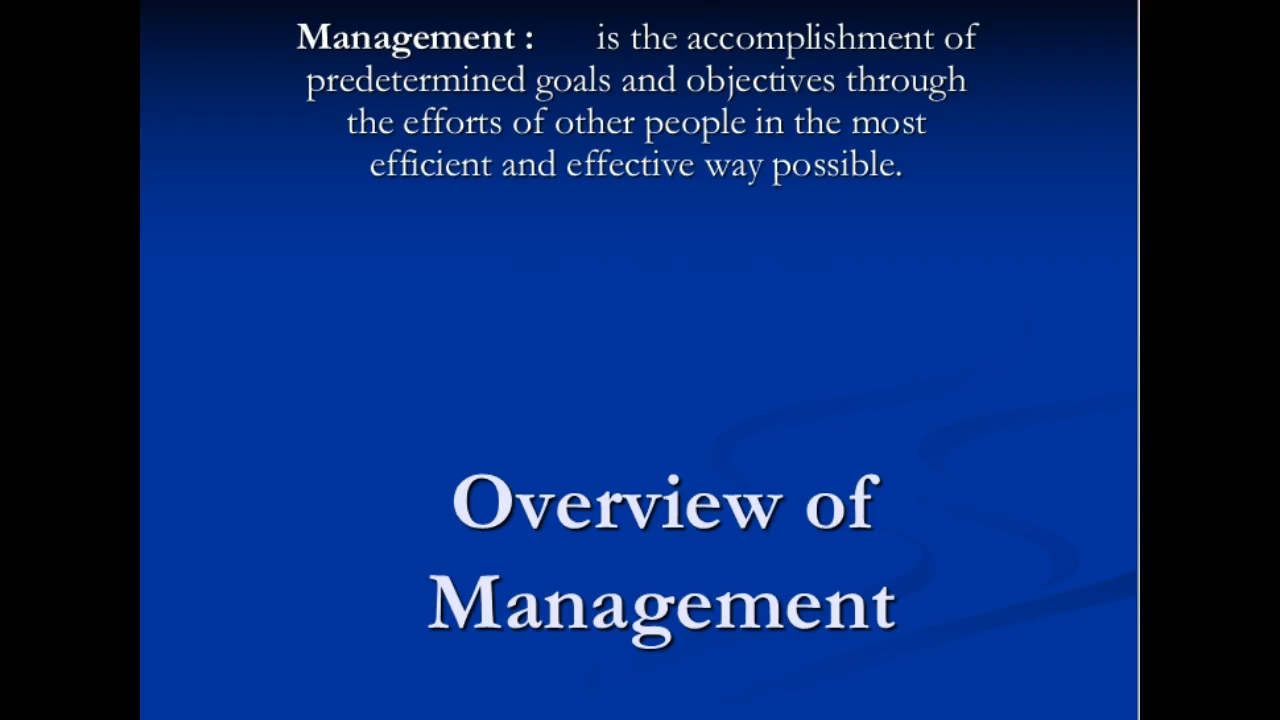 Management : is the accomplishment of
predetermined goals and objectives through
the efforts of other people in the most
efficient and effective way possible.
Overview of
Management